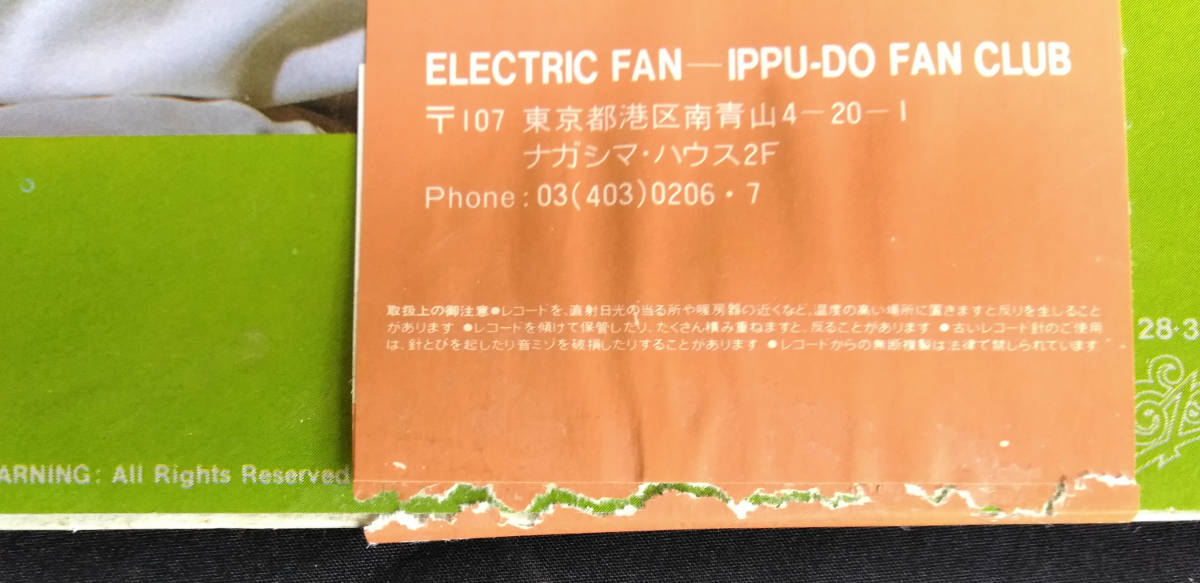 ELECTRIC FAN—IPPU-DO FAN CLUB
〒107 東京都港区南青山4-20-1
ナガシマ・ハウス2F
Phone: 03(403)0206・7
取扱上の御注意●レコードを、直射日光の当る所や暖房器の近くなど、温度の高い場所に置きますと反りを生じること
があります ●レコードを傾けて保管したり、たくさん積み重ねますと、反ることがあります ●古いレコード針のご使用
は、針とびを起したり音ミゾを破損したりすることがあります ●レコードからの無断複製は法律で禁じられています
28・3
ARNING: All Rights Reserved